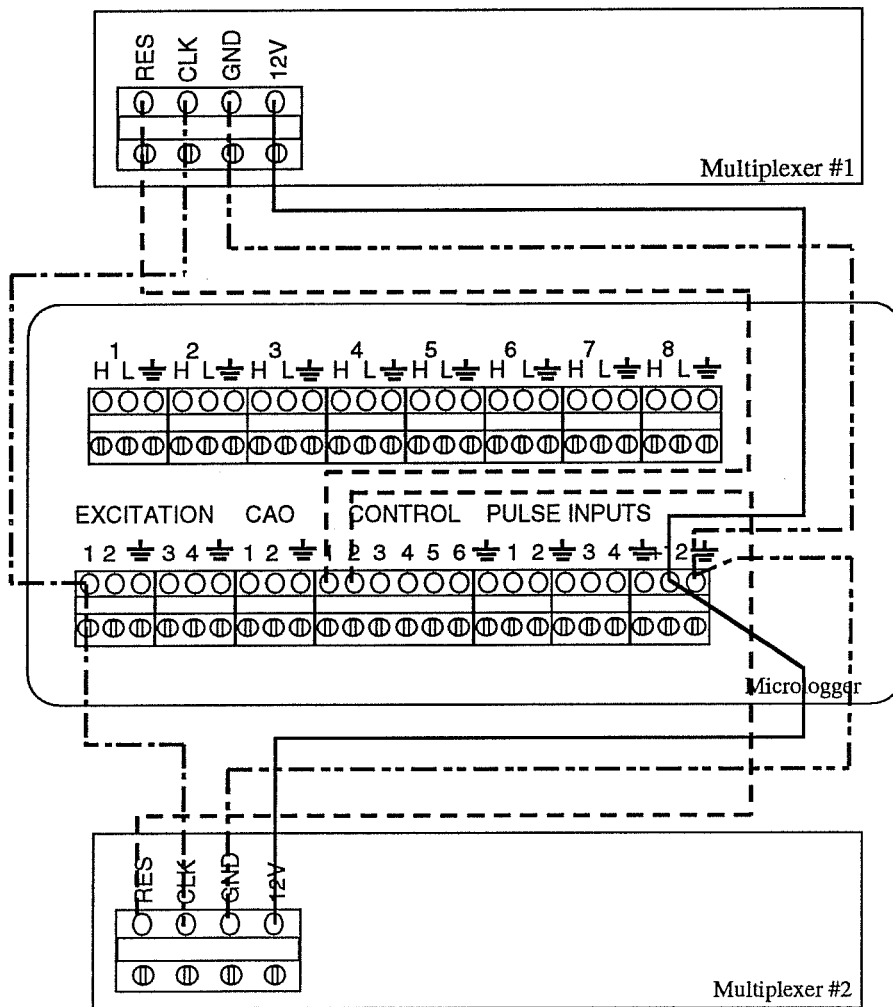 RES CLK GND 12V
Multiplexer #1
1 2 3 4 5 6 7 8
H L H L H L H L H L H L H L H L
EXCITATION CAO CONTROL PULSE INPUTS
1 2 3 4 1 2 1 2 3 4 5 6 1 2 3 4 +12
Micrologger
RES CLK GND 12V
Multiplexer #2